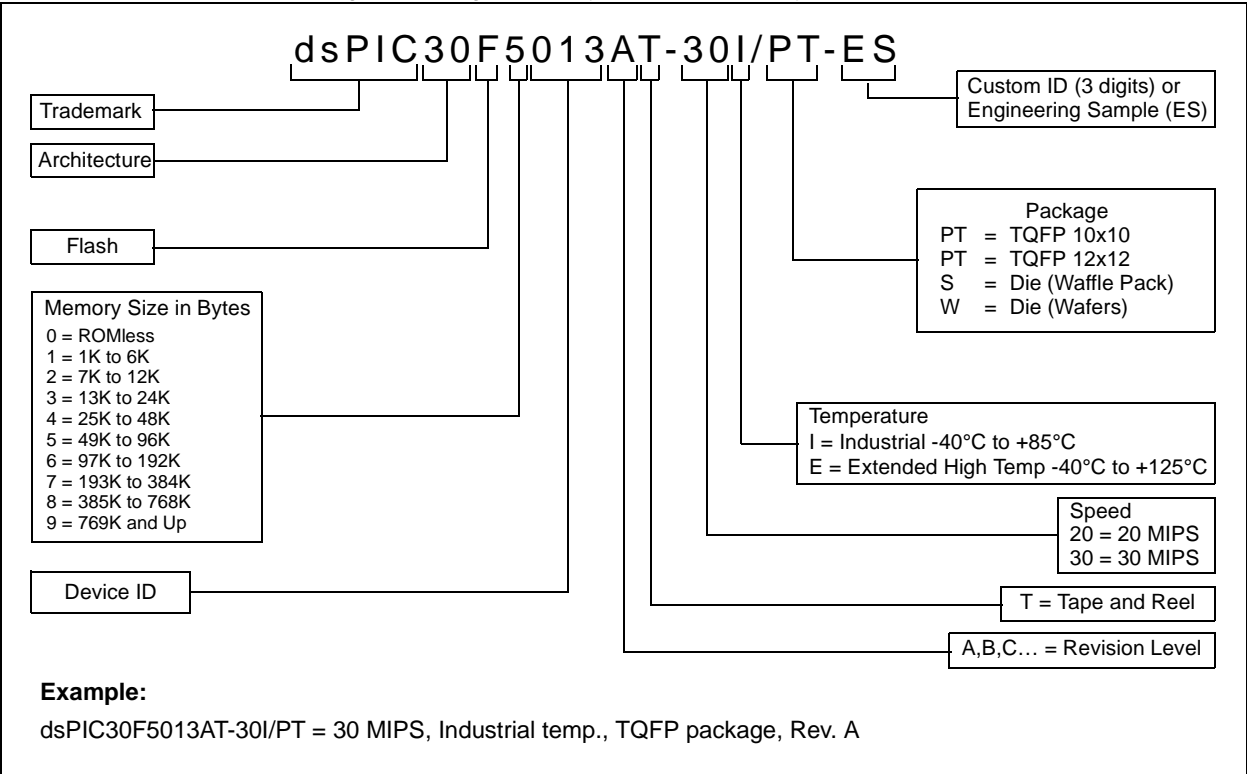 dsPIC30F5013AT-30I/PT-ES
Trademark
Architecture
Flash
Memory Size in Bytes
0 = ROMless
1 = 1K to 6K
2 = 7K to 12K
3 = 13K to 24K
4 = 25K to 48K
5 = 49K to 96K
6 = 97K to 192K
7 = 193K to 384K
8 = 385K to 768K
9 = 769K and Up
Device ID
Custom ID (3 digits) or
Engineering Sample (ES)
Package
PT = TQFP 10x10
PT = TQFP 12x12
S = Die (Waffle Pack)
W = Die (Wafers)
Temperature
I = Industrial -40°C to +85°C
E = Extended High Temp -40°C to +125°C
Speed
20 = 20 MIPS
30 = 30 MIPS
T = Tape and Reel
A,B,C… = Revision Level
Example:
dsPIC30F5013AT-30I/PT = 30 MIPS, Industrial temp., TQFP package, Rev. A